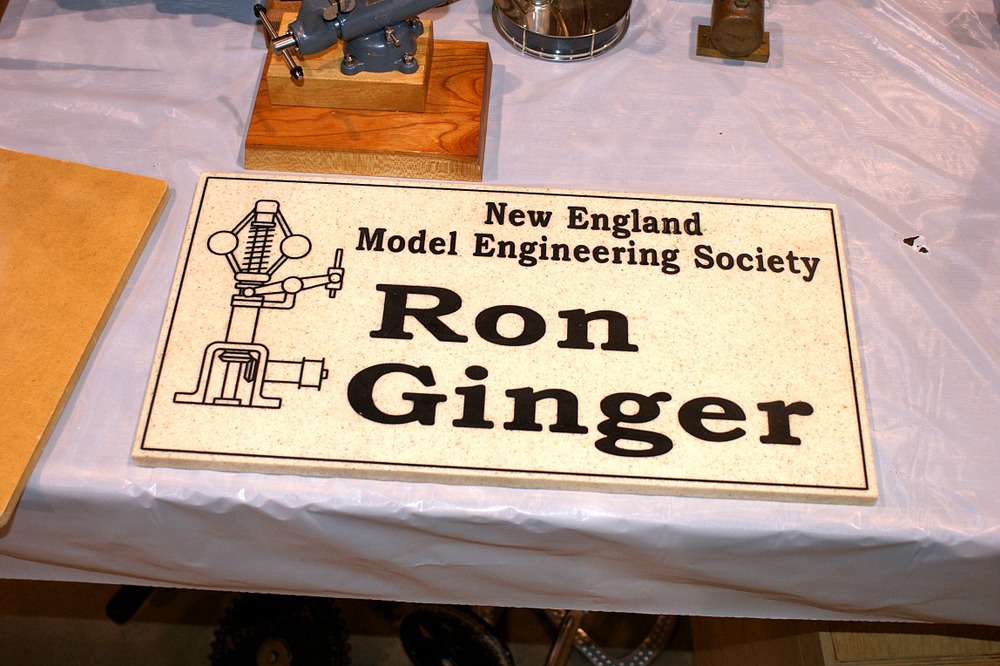 New England
Model Engineering Society
Ron
Ginger